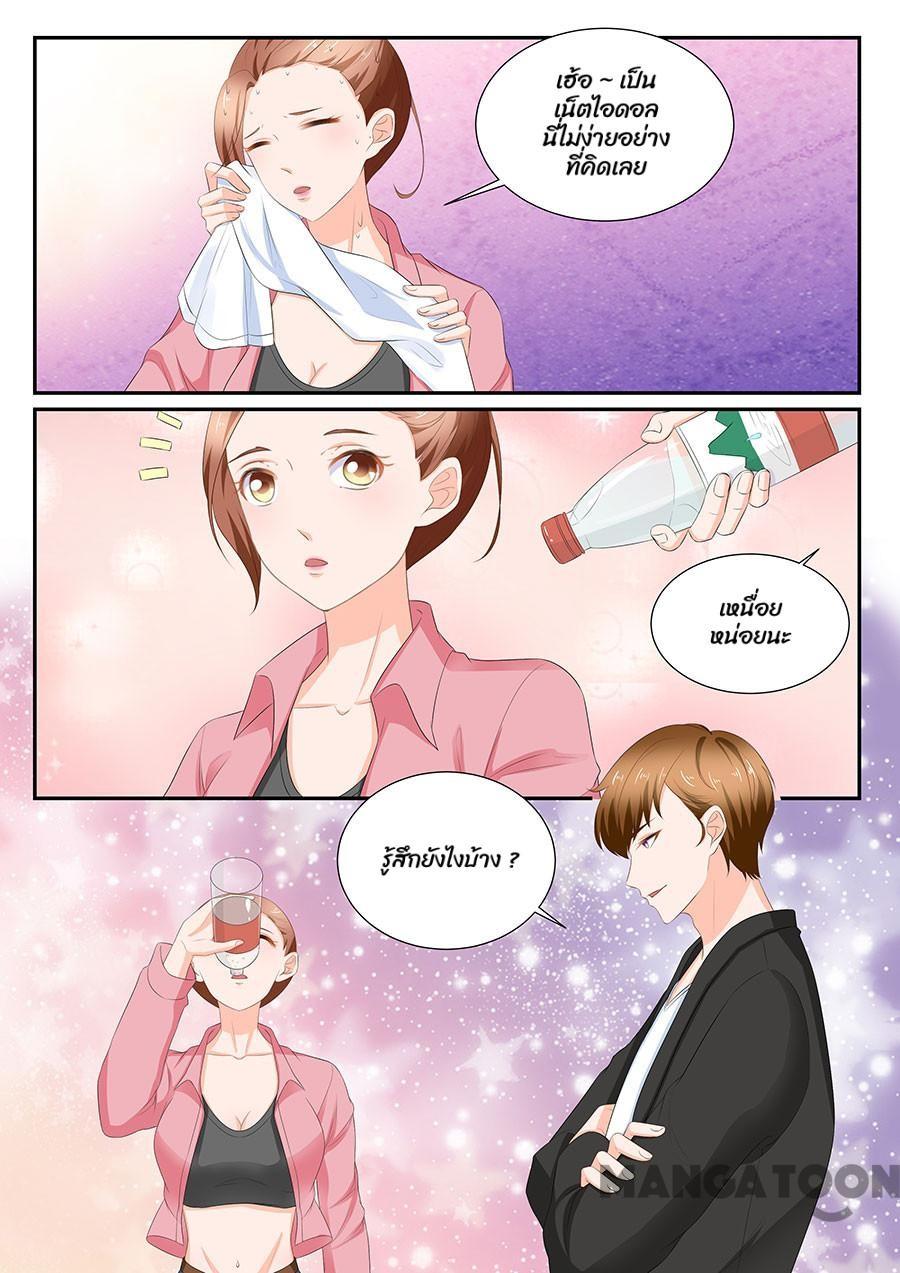 เฮ้อ ~ เป็น
เน็ตไอดอล
นี่ไม่ง่ายอย่าง
ที่คิดเลย
เหนื่อย
หน่อยนะ
รู้สึกยังไงบ้าง ?
MANGATOON